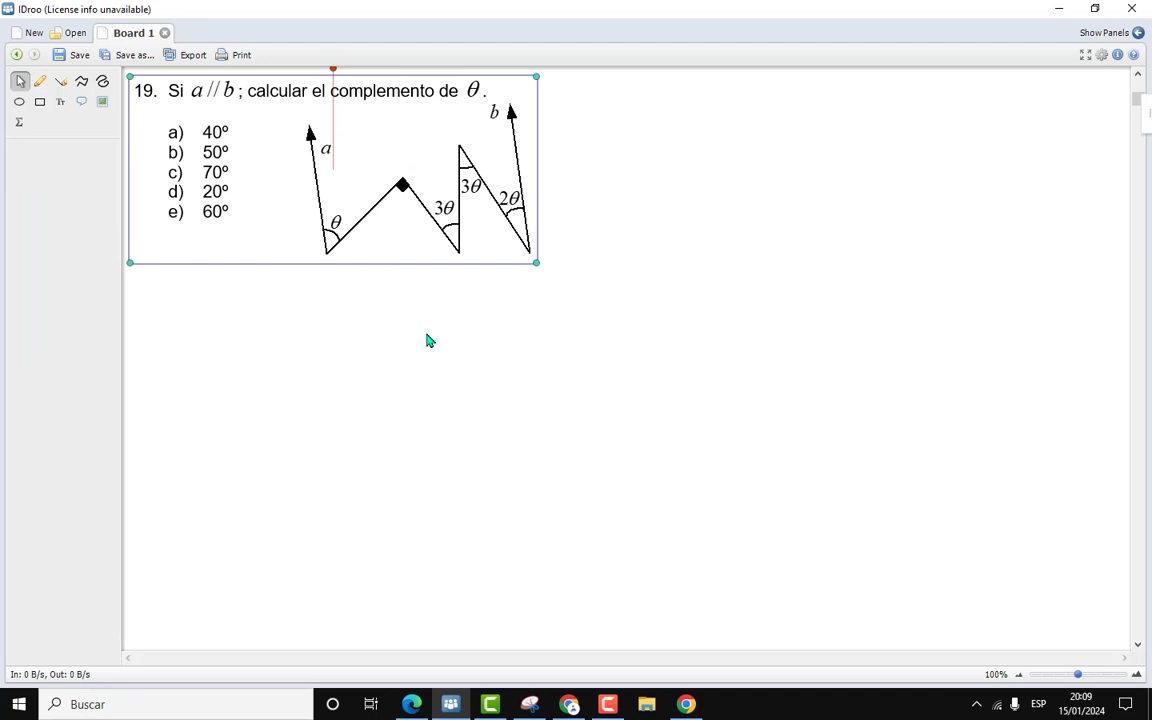 IDroo (License info unavailable)
New Open Board 1 Show Panels
Save Save as... Export Print
Tr
Σ
19. Si a // b ; calcular el complemento de θ .
a) 40º
b) 50º
c) 70º
d) 20º
e) 60º
a
b
θ
3θ
3θ
2θ
In: 0 B/s, Out: 0 B/s 100%
Buscar ESP
20:09
15/01/2024